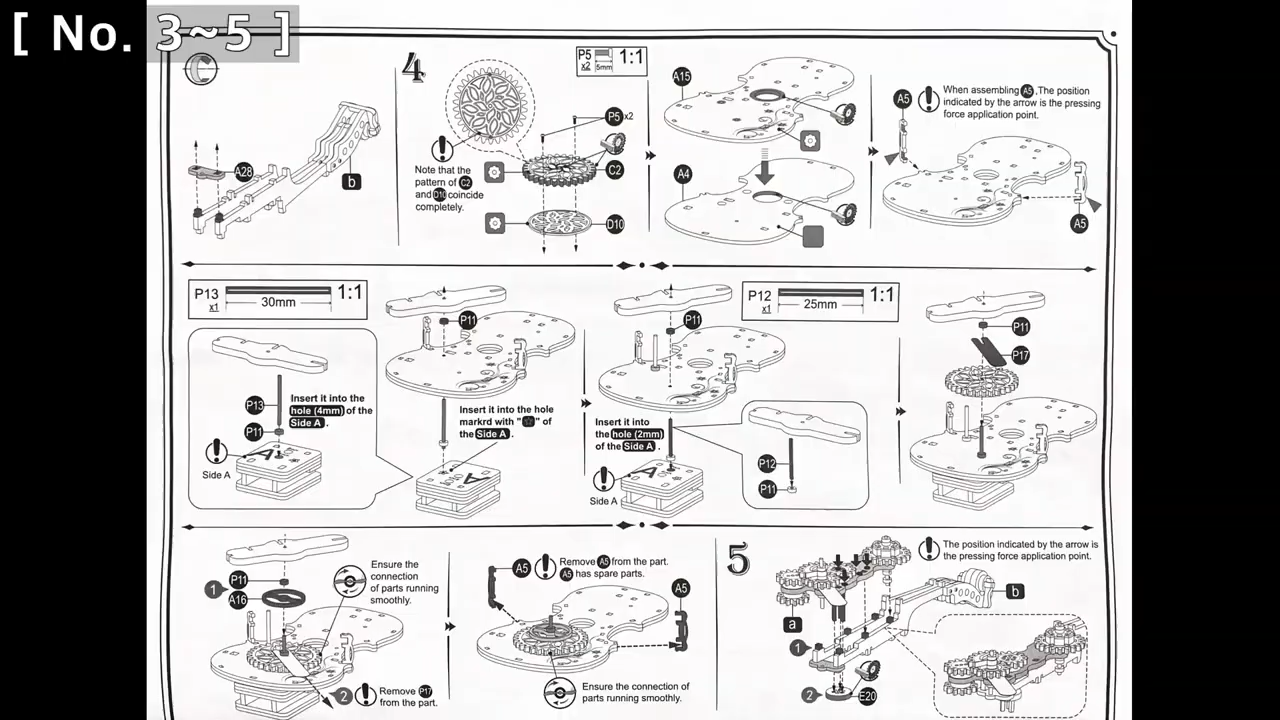 [ No. 3~5 ]
4
P5
x2
5mm
1:1
A28
b
P5 x2
C2
D10
Note that the
pattern of C2
and D10 coincide
completely.
A15
A4
A5
When assembling A5 ,The position
indicated by the arrow is the pressing
force application point.
A5
P13
x1
30mm
1:1
P13
P11
Insert it into the
hole (4mm) of the
Side A .
Side A
A
P11
Insert it into the hole
markrd with " " of
the Side A .
A
P11
P12
x1
25mm
1:1
Insert it into
the hole (2mm)
of the Side A .
Side A
A
P12
P11
P11
P17
1
P11
A16
Ensure the
connection
of parts running
smoothly.
2
Remove P17
from the part.
A5
Remove A5 from the part.
A5 has spare parts.
A5
Ensure the connection of
parts running smoothly.
5
The position indicated by the arrow is
the pressing force application point.
a
b
1
2
E20